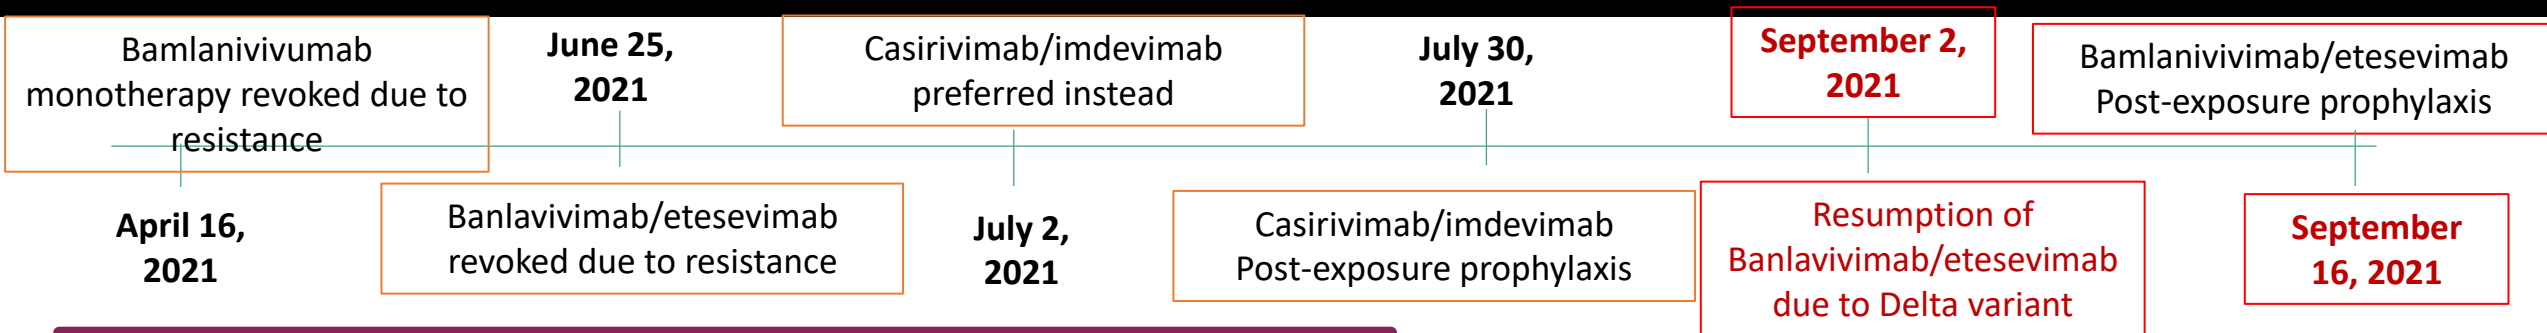 Bamlanivivumab
monotherapy revoked due to
resistance
April 16,
2021
June 25,
2021
Banlavivimab/etesevimab
revoked due to resistance
Casirivimab/imdevimab
preferred instead
July 2,
2021
July 30,
2021
Casirivimab/imdevimab
Post-exposure prophylaxis
September 2,
2021
Resumption of
Banlavivimab/etesevimab
due to Delta variant
Bamlanivivimab/etesevimab
Post-exposure prophylaxis
September
16, 2021